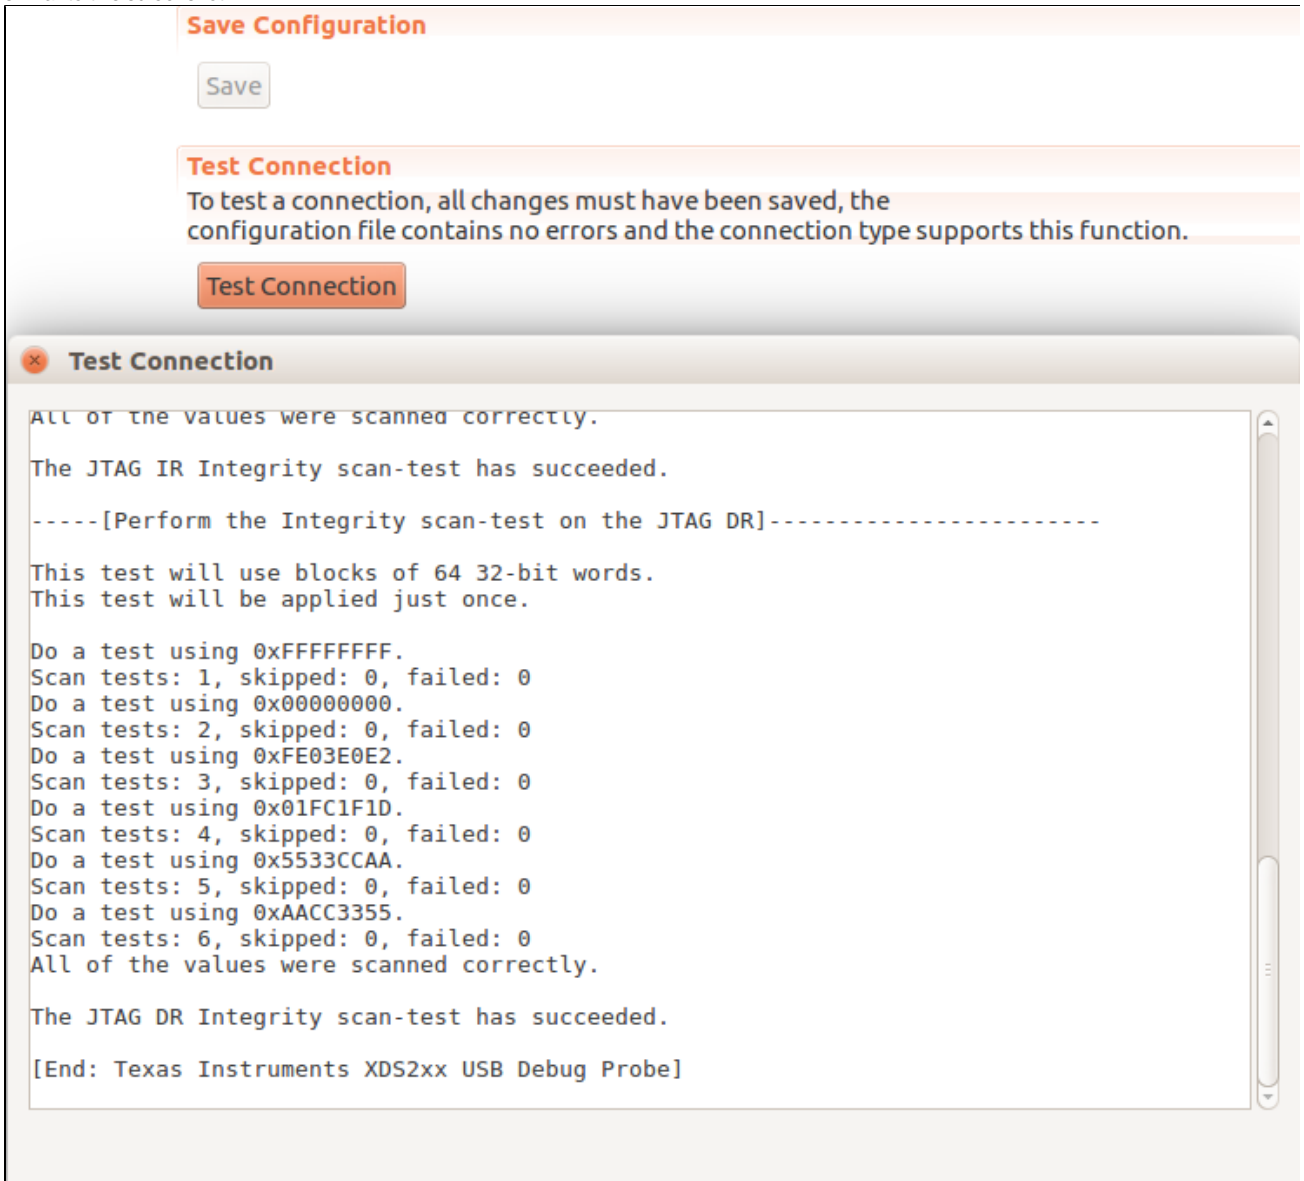 Save Configuration
Save
Test Connection
To test a connection, all changes must have been saved, the
configuration file contains no errors and the connection type supports this function.
Test Connection
Test Connection
All of the values were scanned correctly.
The JTAG IR Integrity scan-test has succeeded.
-----[Perform the Integrity scan-test on the JTAG DR]------------------------
This test will use blocks of 64 32-bit words.
This test will be applied just once.
Do a test using 0xFFFFFFFF.
Scan tests: 1, skipped: 0, failed: 0
Do a test using 0x00000000.
Scan tests: 2, skipped: 0, failed: 0
Do a test using 0xFE03E0E2.
Scan tests: 3, skipped: 0, failed: 0
Do a test using 0x01FC1F1D.
Scan tests: 4, skipped: 0, failed: 0
Do a test using 0x5533CCAA.
Scan tests: 5, skipped: 0, failed: 0
Do a test using 0xAACC3355.
Scan tests: 6, skipped: 0, failed: 0
All of the values were scanned correctly.
The JTAG DR Integrity scan-test has succeeded.
[End: Texas Instruments XDS2xx USB Debug Probe]